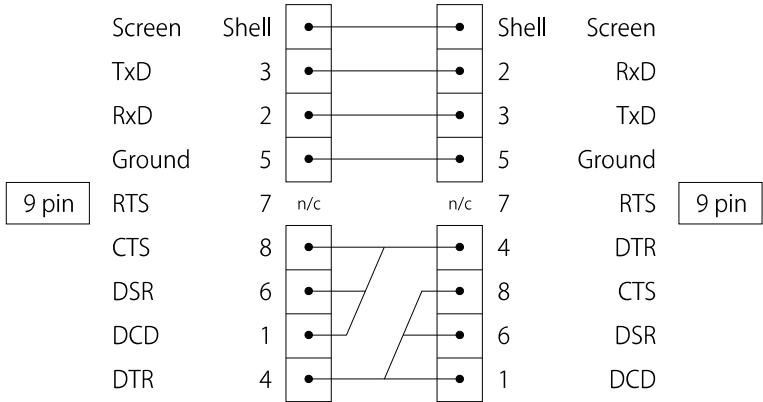 Screen Shell Shell Screen
TxD 3 2 RxD
RxD 2 3 TxD
Ground 5 5 Ground
9 pin RTS 7 n/c n/c 7 RTS 9 pin
CTS 8 4 DTR
DSR 6 8 CTS
DCD 1 6 DSR
DTR 4 1 DCD